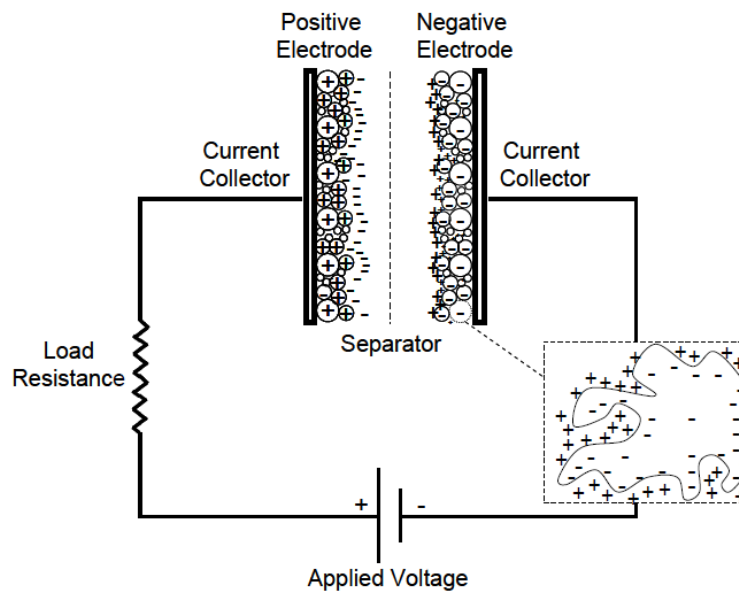 Positive
Electrode
Negative
Electrode
Current
Collector
Current
Collector
Separator
Load
Resistance
+
-
Applied Voltage